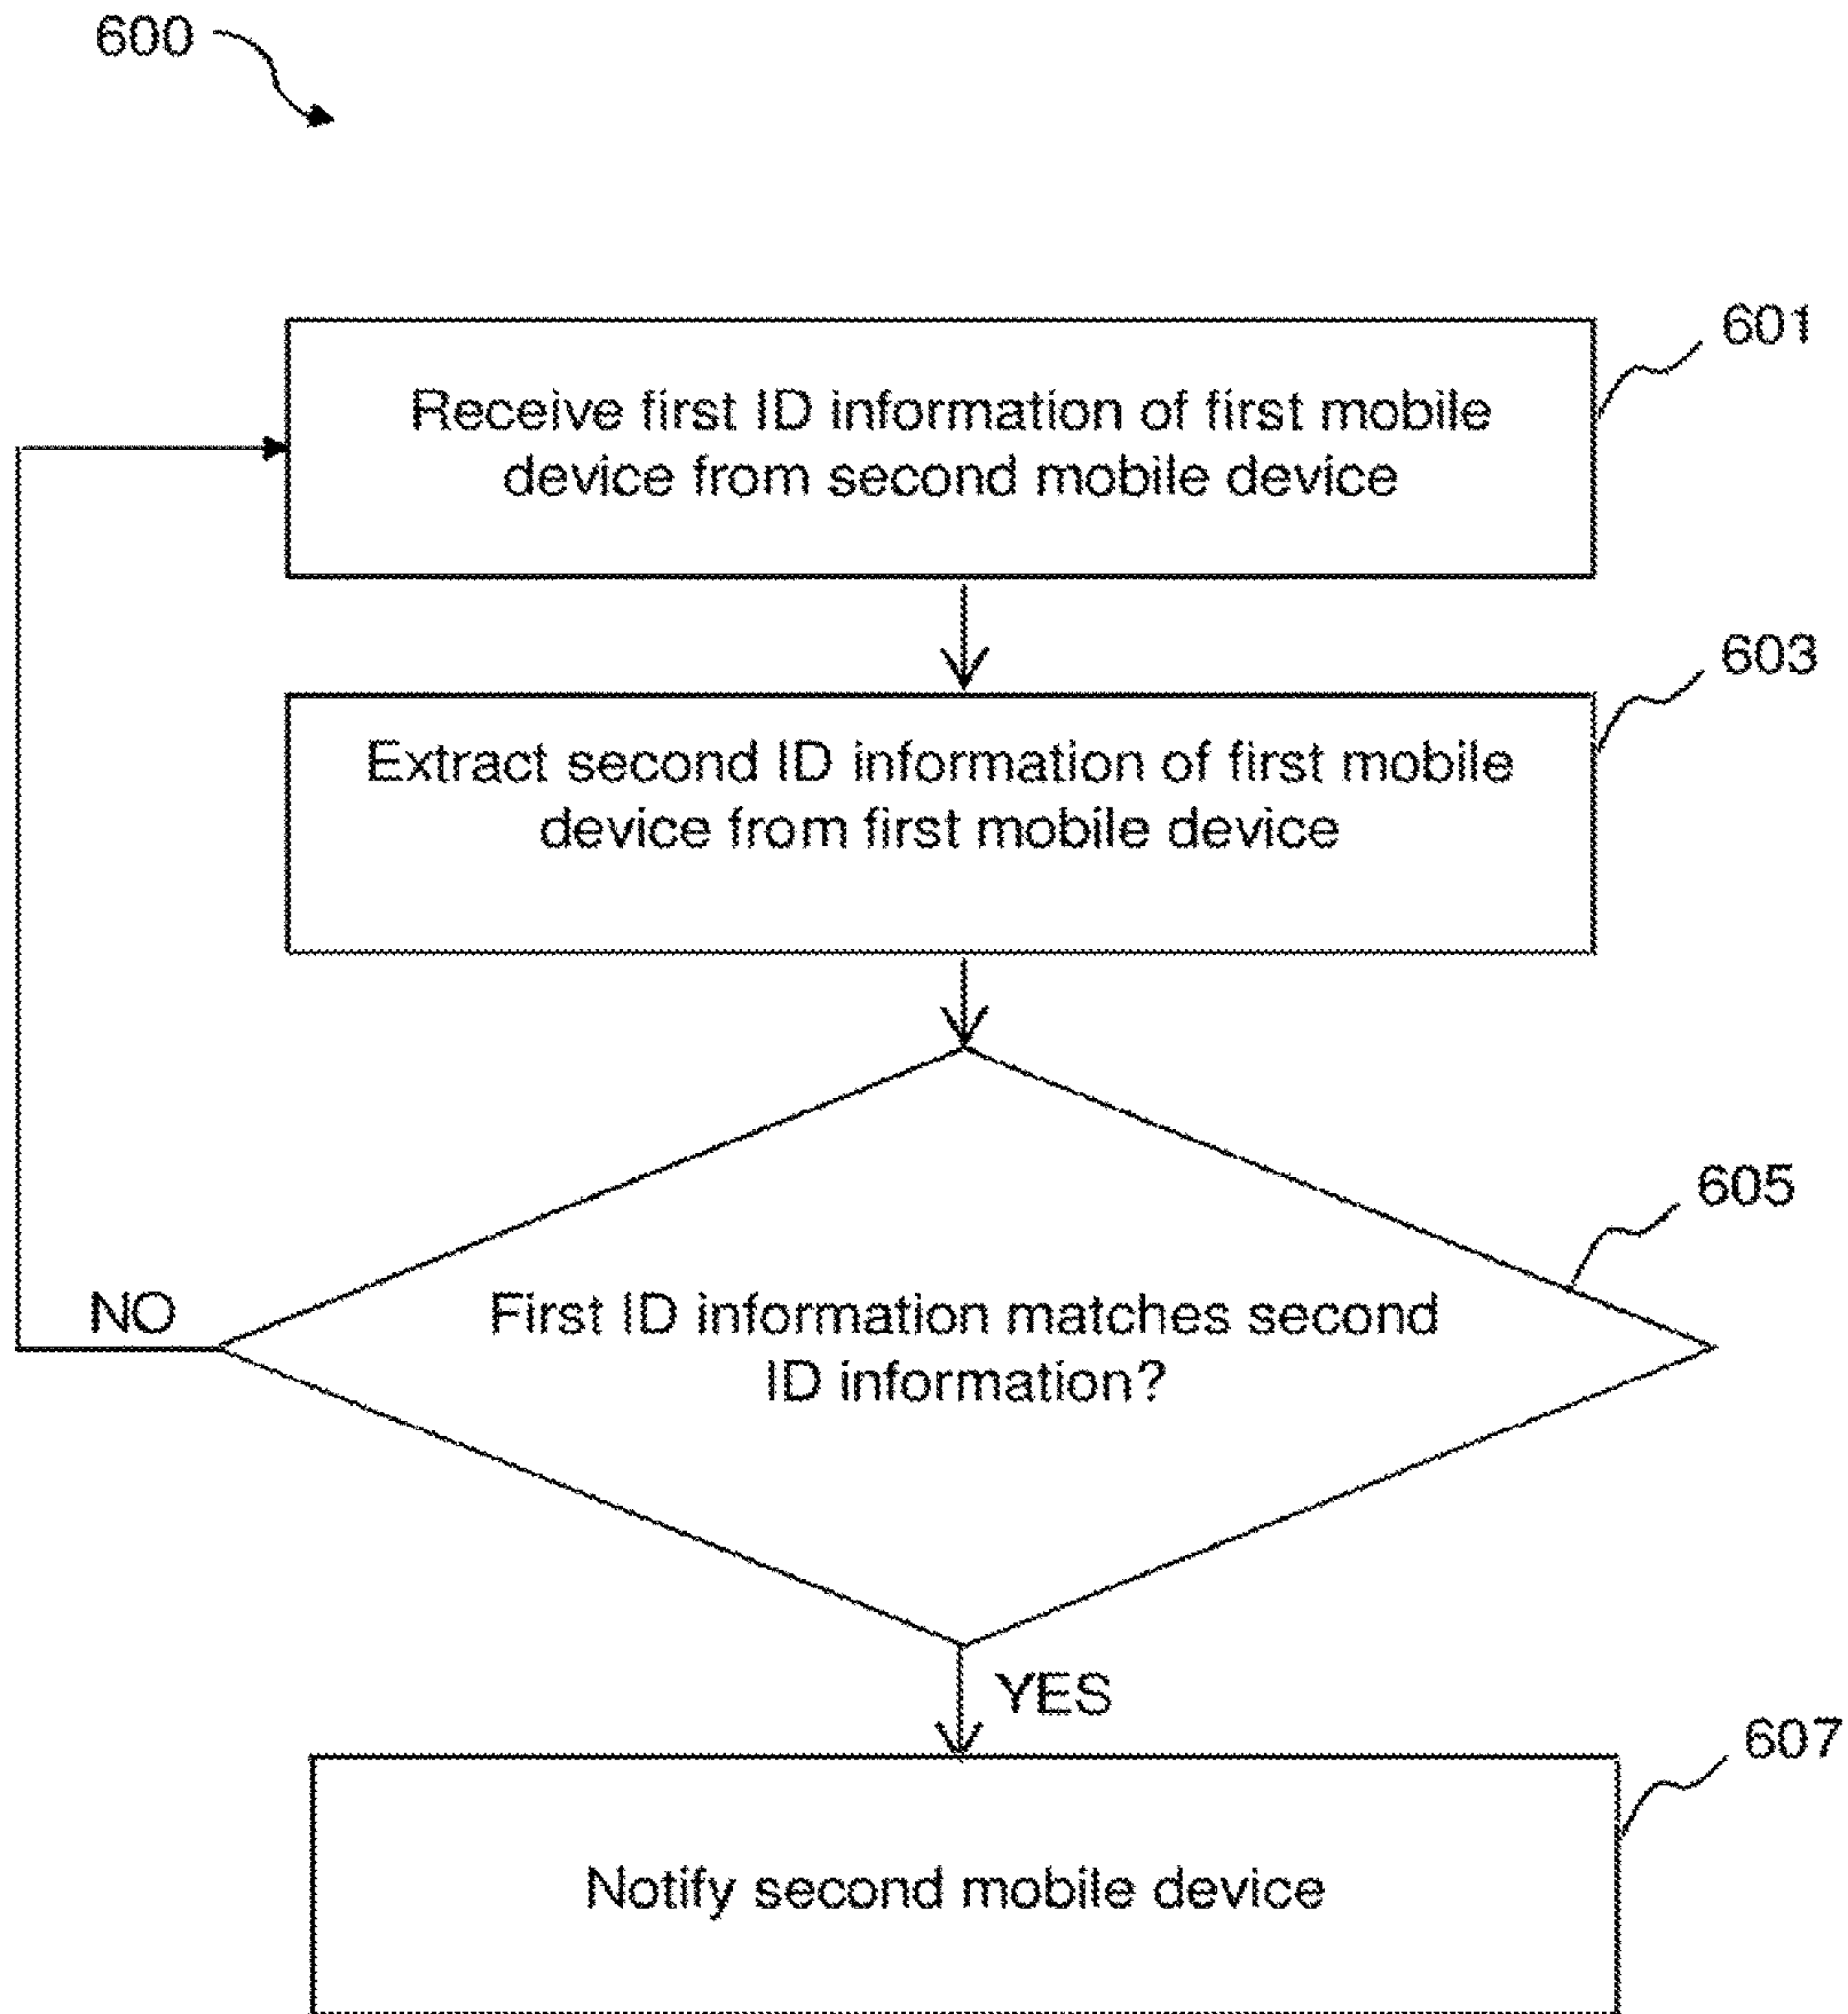 600
601
Receive first ID information of first mobile
device from second mobile device
603
Extract second ID information of first mobile
device from first mobile device
605
First ID information matches second
ID information?
NO
YES
607
Notify second mobile device